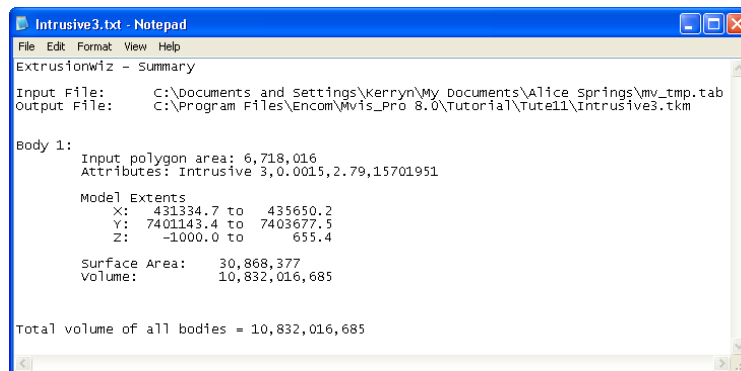 Intrusive3.txt - Notepad
File Edit Format View Help
ExtrusionWiz - Summary
Input File: C:\Documents and Settings\Kerryn\My Documents\Alice Springs\mv_tmp.tab
Output File: C:\Program Files\Encom\Mvis_Pro 8.0\Tutorial\Tute11\Intrusive3.tkm
Body 1:
Input polygon area: 6,718,016
Attributes: Intrusive 3,0.0015,2.79,15701951
Model Extents
X: 431334.7 to 435650.2
Y: 7401143.4 to 7403677.5
Z: -1000.0 to 655.4
Surface Area: 30,868,377
Volume: 10,832,016,685
Total volume of all bodies = 10,832,016,685